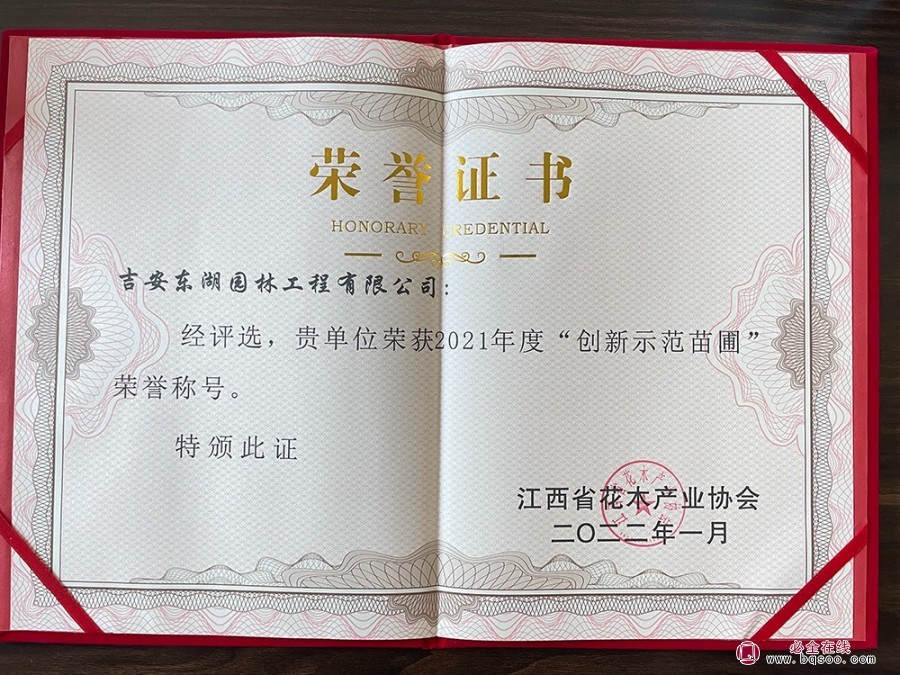 荣誉证书
HONORARY CREDENTIAL
吉安东湖园林工程有限公司：
经评选，贵单位荣获2021年度“创新示范苗圃”
荣誉称号。
特颁此证
江西省花木产业协会
二〇二二年一月
必全在线
www.bqsoo.com